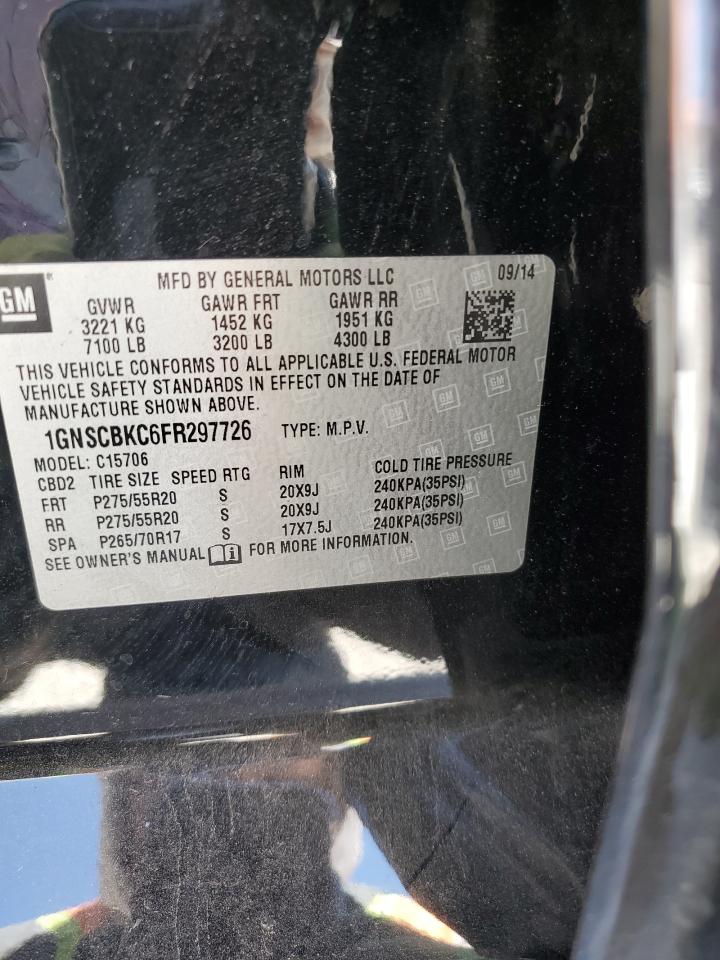 GM
MFD BY GENERAL MOTORS LLC 09/14
GVWR GAWR FRT GAWR RR
3221 KG 1452 KG 1951 KG
7100 LB 3200 LB 4300 LB
THIS VEHICLE CONFORMS TO ALL APPLICABLE U.S. FEDERAL MOTOR
VEHICLE SAFETY STANDARDS IN EFFECT ON THE DATE OF
MANUFACTURE SHOWN ABOVE.
1GNSCBKC6FR297726 TYPE: M.P.V.
MODEL: C15706
CBD2 TIRE SIZE SPEED RTG RIM COLD TIRE PRESSURE
FRT P275/55R20 S 20X9J 240KPA(35PSI)
RR P275/55R20 S 20X9J 240KPA(35PSI)
SPA P265/70R17 S 17X7.5J 240KPA(35PSI)
SEE OWNER'S MANUAL FOR MORE INFORMATION.